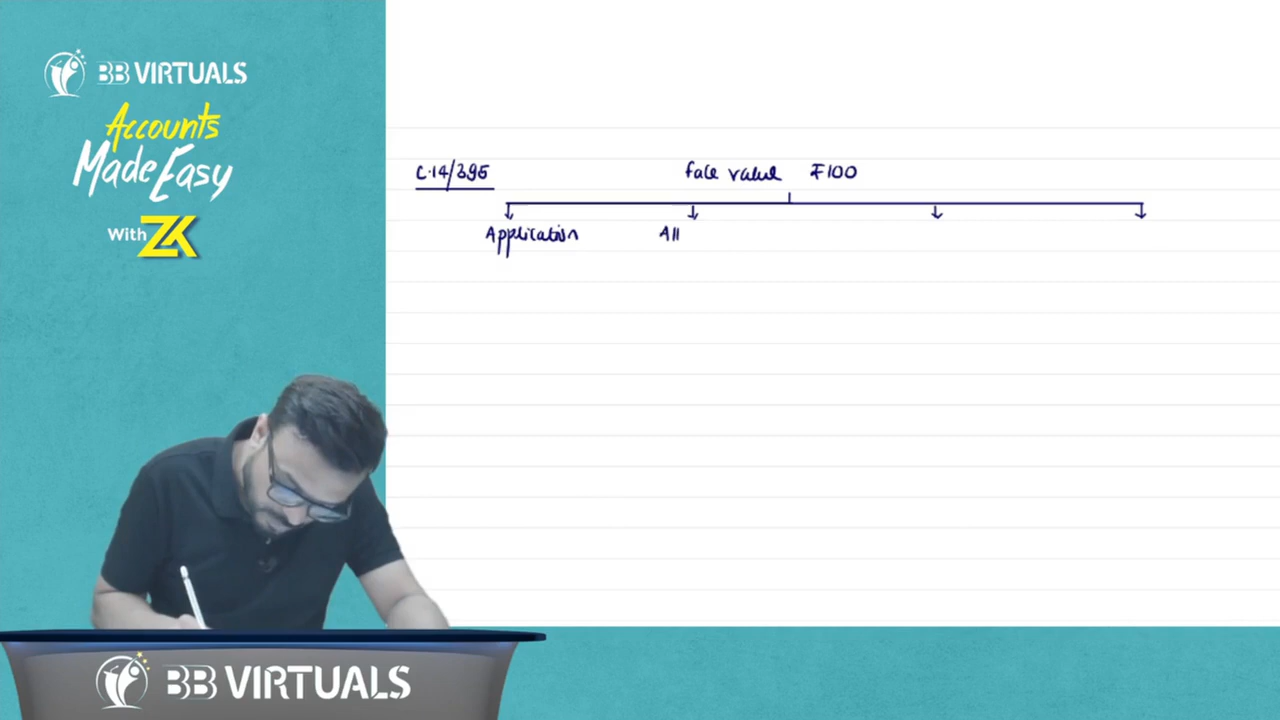 BB VIRTUALS
Accounts
Made Easy
With ZK
C.14/395
face value ₹100
Application All
BB VIRTUALS